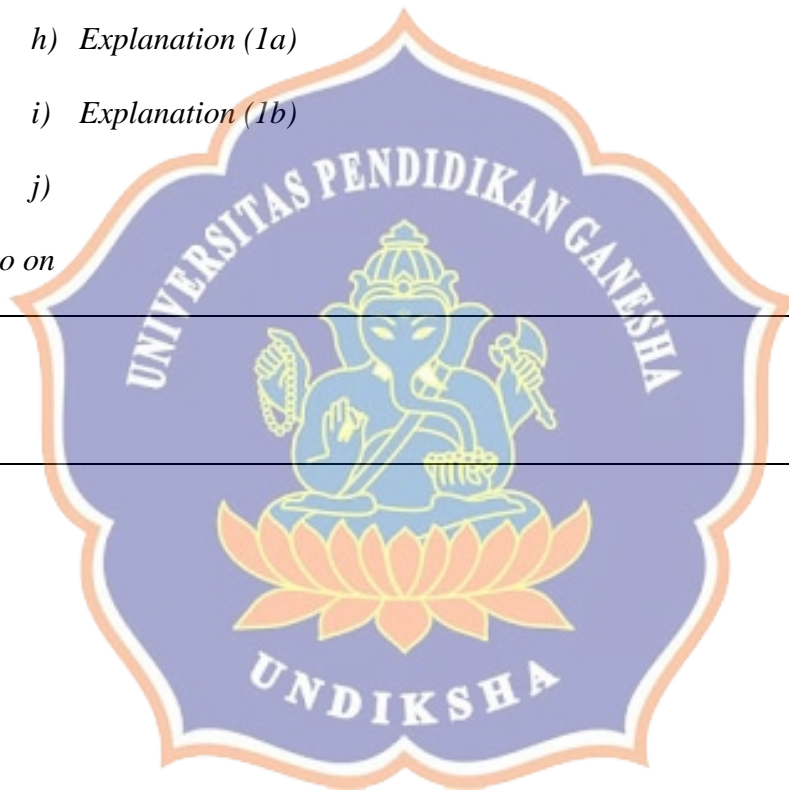 h) Explanation (1a)
i) Explanation (1b)
j)
o on
UNIVERSITAS PENDIDIKAN GANESHA
UNDIKSHA